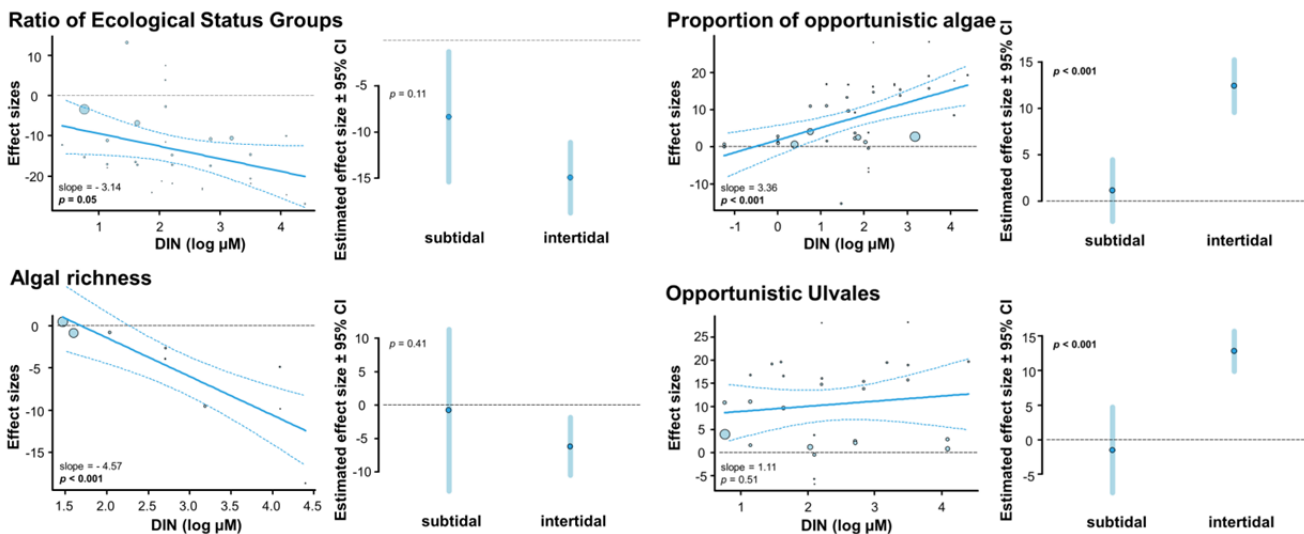 Ratio of Ecological Status Groups
Effect sizes
10
0
-10
-20
slope = - 3.14
p = 0.05
1
2
3
4
DIN (log µM)
Estimated effect size ± 95% CI
-5
-10
-15
p = 0.11
subtidal
intertidal
Proportion of opportunistic algae
Effect sizes
20
10
0
-10
slope = 3.36
p < 0.001
-1
0
1
2
3
4
DIN (log µM)
Estimated effect size ± 95% CI
15
10
5
0
p < 0.001
subtidal
intertidal
Algal richness
Effect sizes
0
-5
-10
-15
slope = - 4.57
p < 0.001
1.5
2.0
2.5
3.0
3.5
4.0
4.5
DIN (log µM)
Estimated effect size ± 95% CI
10
5
0
-5
-10
p = 0.41
subtidal
intertidal
Opportunistic Ulvales
Effect sizes
25
20
15
10
5
0
-5
slope = 1.11
p = 0.51
1
2
3
4
DIN (log µM)
Estimated effect size ± 95% CI
15
10
5
0
-5
p < 0.001
subtidal
intertidal